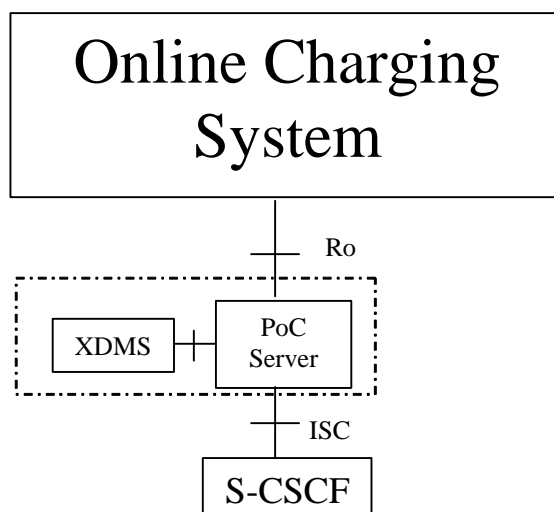 Online Charging
System
Ro
XDMS
PoC
Server
ISC
S-CSCF